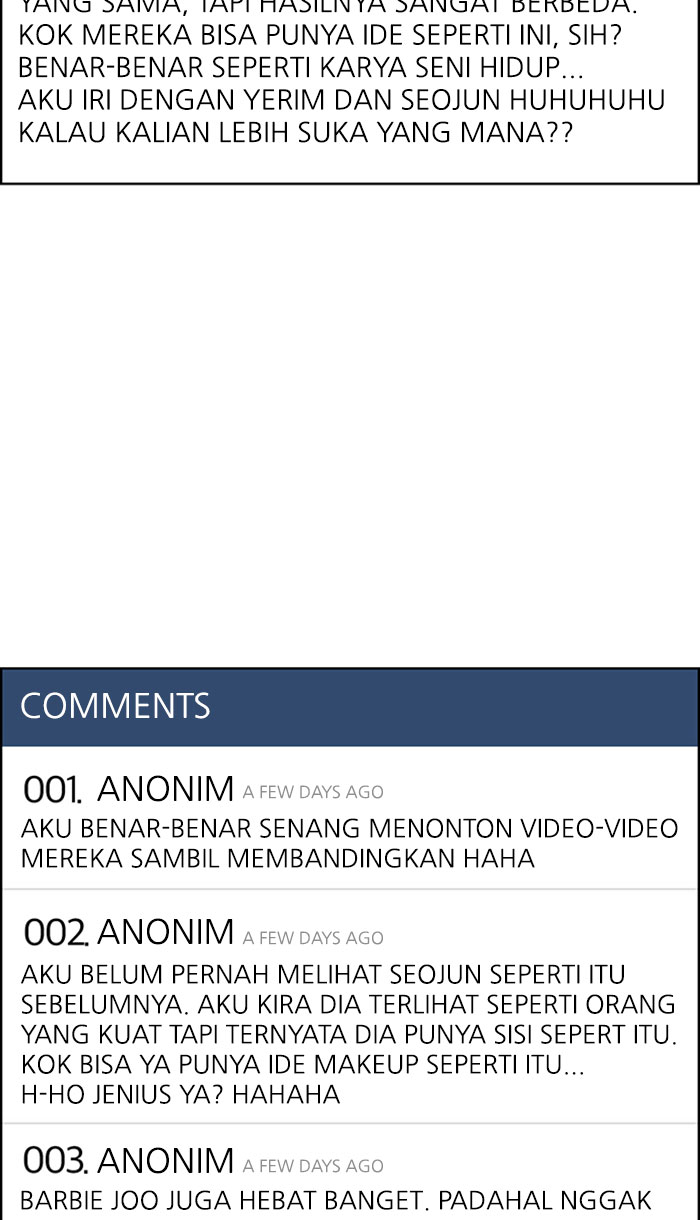 YANG SAMA, TAPI HASILNYA SANGAT BERBEDA.
KOK MEREKA BISA PUNYA IDE SEPERTI INI, SIH?
BENAR-BENAR SEPERTI KARYA SENI HIDUP...
AKU IRI DENGAN YERIM DAN SEOJUN HUHUHUHU
KALAU KALIAN LEBIH SUKA YANG MANA??
COMMENTS
001. ANONIM A FEW DAYS AGO
AKU BENAR-BENAR SENANG MENONTON VIDEO-VIDEO
MEREKA SAMBIL MEMBANDINGKAN HAHA
002. ANONIM A FEW DAYS AGO
AKU BELUM PERNAH MELIHAT SEOJUN SEPERTI ITU
SEBELUMNYA. AKU KIRA DIA TERLIHAT SEPERTI ORANG
YANG KUAT TAPI TERNYATA DIA PUNYA SISI SEPERT ITU.
KOK BISA YA PUNYA IDE MAKEUP SEPERTI ITU...
H-HO JENIUS YA? HAHAHA
003. ANONIM A FEW DAYS AGO
BARBIE JOO JUGA HEBAT BANGET. PADAHAL NGGAK